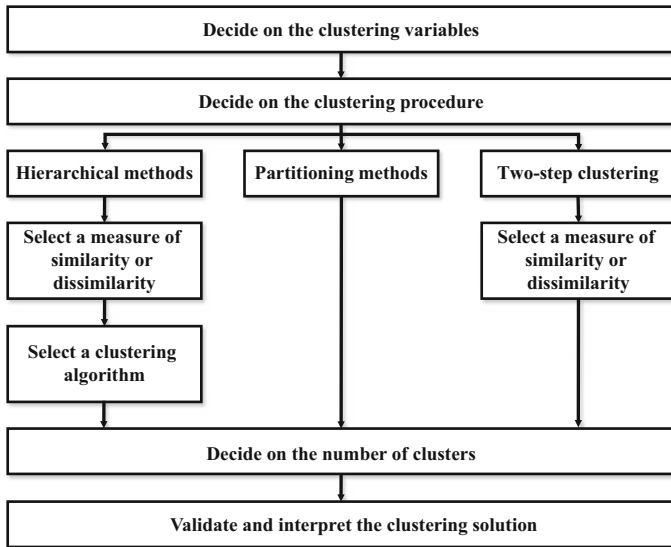 Decide on the clustering variables
Decide on the clustering procedure
Hierarchical methods
Partitioning methods
Two-step clustering
Select a measure of
similarity or
dissimilarity
Select a measure of
similarity or
dissimilarity
Select a clustering
algorithm
Decide on the number of clusters
Validate and interpret the clustering solution